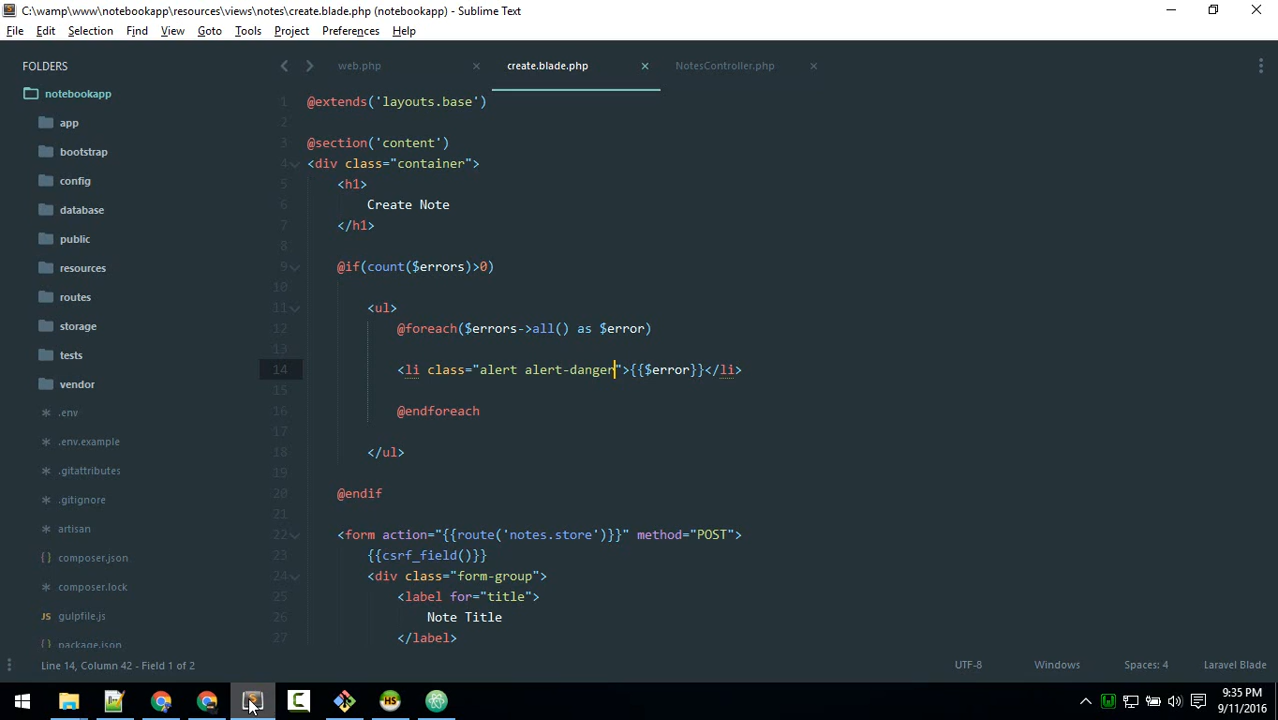 C:\wamp\www\notebookapp\resources\views\notes\create.blade.php (notebookapp) - Sublime Text
File Edit Selection Find View Goto Tools Project Preferences Help
FOLDERS
notebookapp
app
bootstrap
config
database
public
resources
routes
storage
tests
vendor
.env
.env.example
.gitattributes
.gitignore
artisan
composer.json
composer.lock
gulpfile.js
package.json
web.php create.blade.php NotesController.php
1 @extends('layouts.base')
2
3 @section('content')
4 <div class="container">
5 <h1>
6 Create Note
7 </h1>
8
9 @if(count($errors)>0)
10
11 <ul>
12 @foreach($errors->all() as $error)
13
14 <li class="alert alert-danger">{{$error}}</li>
15
16 @endforeach
17
18 </ul>
19
20 @endif
21
22 <form action="{{route('notes.store')}}" method="POST">
23 {{csrf_field()}}
24 <div class="form-group">
25 <label for="title">
26 Note Title
27 </label>
Line 14, Column 42 - Field 1 of 2 UTF-8 Windows Spaces: 4 Laravel Blade
9:35 PM
9/11/2016